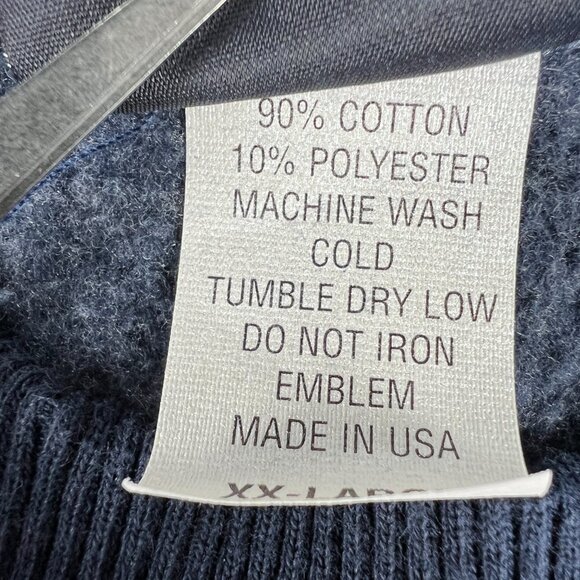 90% COTTON
10% POLYESTER
MACHINE WASH
COLD
TUMBLE DRY LOW
DO NOT IRON
EMBLEM
MADE IN USA